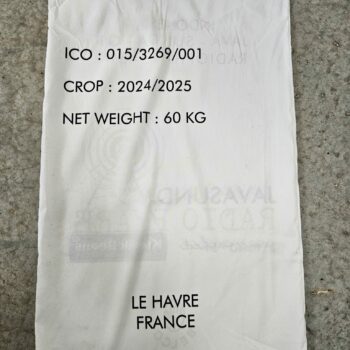 ICO : 015/3269/001
CROP : 2024/2025
NET WEIGHT : 60 KG
LE HAVRE
FRANCE